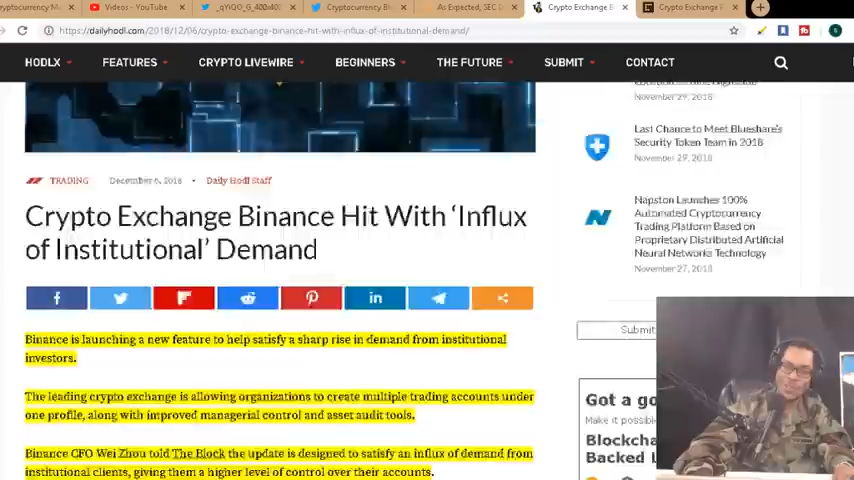 Cryptocurrency M
Videos - YouTube
_qYiQO_G_400x40
Cryptocurrency Bl
As Expected, SEC D
Crypto Exchange B
Crypto Exchange
https://dailyhodl.com/2018/12/06/crypto-exchange-binance-hit-with-influx-of-institutional-demand/
HODLX
FEATURES
CRYPTO LIVEWIRE
BEGINNERS
THE FUTURE
SUBMIT
CONTACT
November 29, 2018
Last Chance to Meet Blueshare's
Security Token Team in 2018
November 29, 2018
Napston Launches 100%
Automated Cryptocurrency
Trading Platform Based on
Proprietary Distributed Artificial
Neural Networks Technology
November 27, 2018
TRADING
December 6, 2018 • Daily Hodl Staff
Crypto Exchange Binance Hit With ‘Influx
of Institutional’ Demand
Binance is launching a new feature to help satisfy a sharp rise in demand from institutional
investors.
The leading crypto exchange is allowing organizations to create multiple trading accounts under
one profile, along with improved managerial control and asset audit tools.
Binance CFO Wei Zhou told The Block the update is designed to satisfy an influx of demand from
institutional clients, giving them a higher level of control over their accounts.
Submit
Got a go
Make it possibl
Blockcha
Backed L